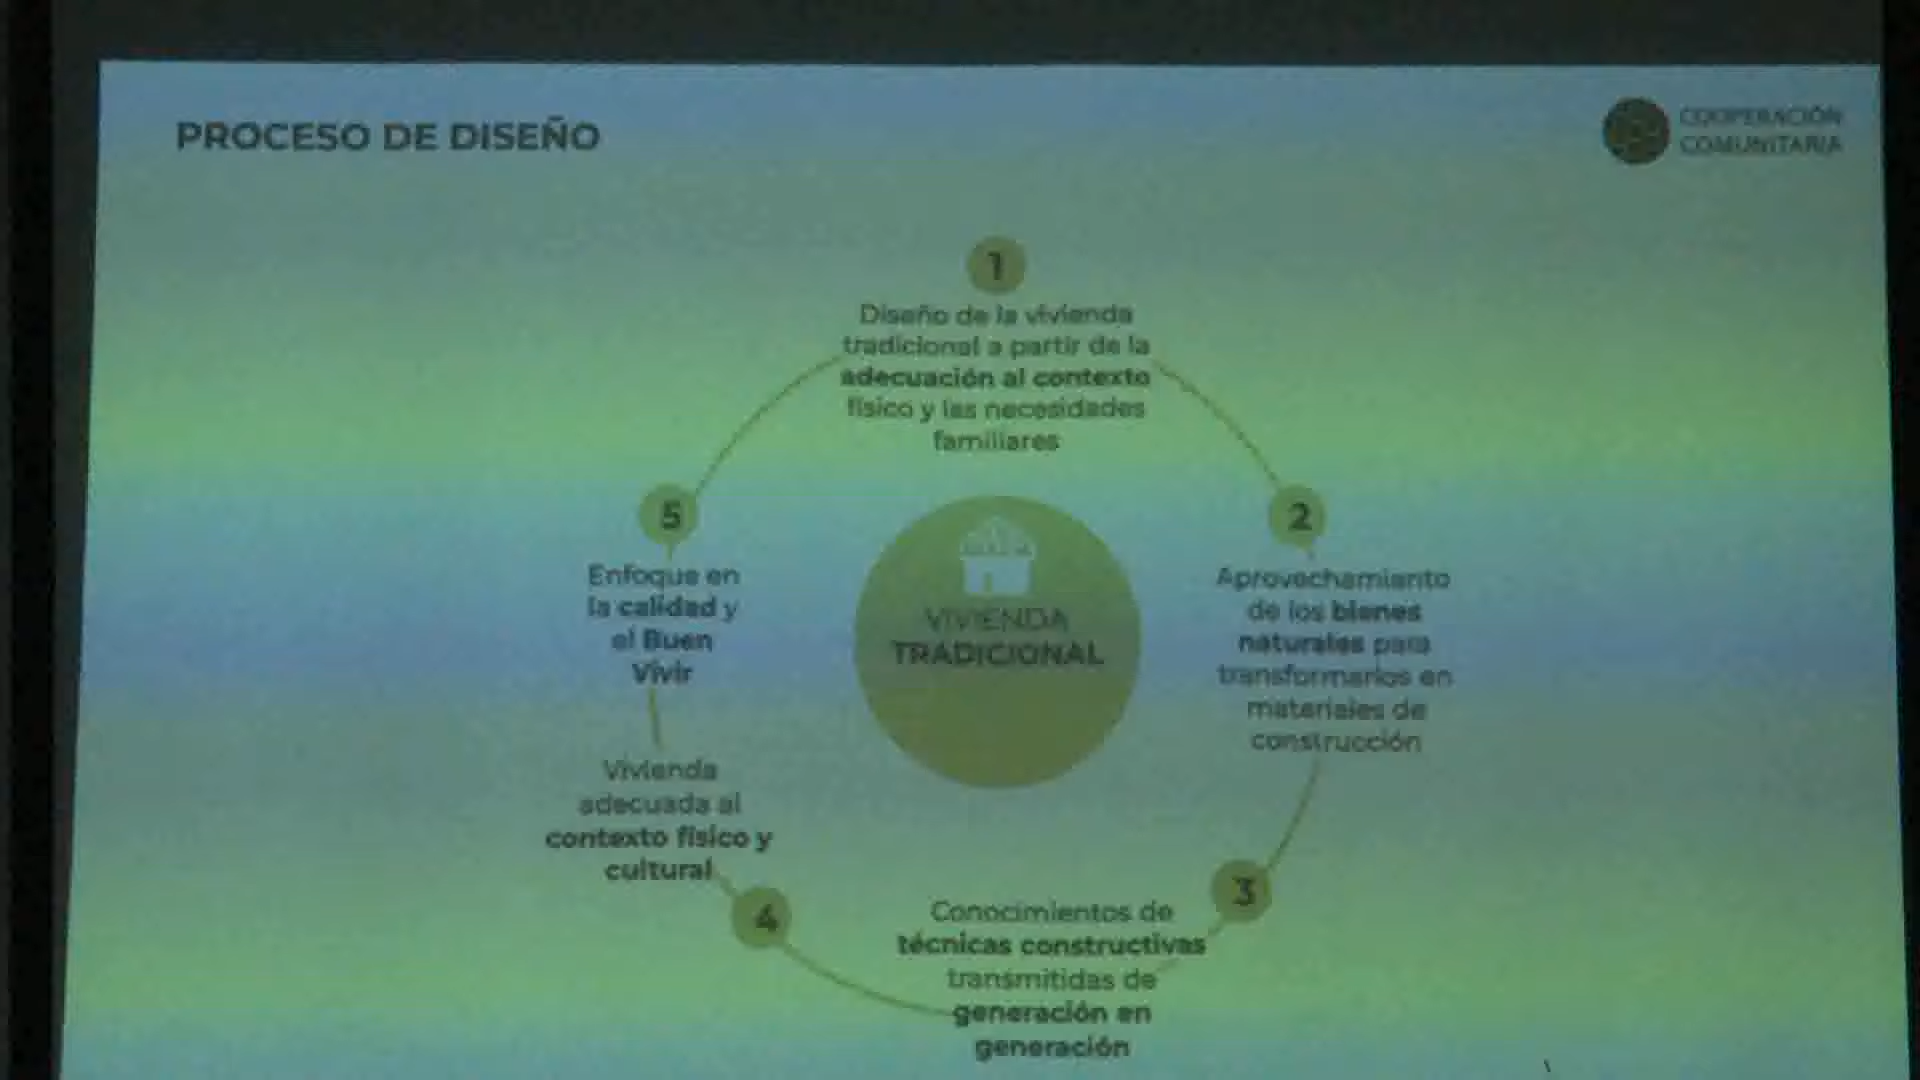 PROCESO DE DISEÑO
COOPERACIÓN
COMUNITARIA
1
Diseño de la vivienda
tradicional a partir de la
adecuación al contexto
físico y las necesidades
familiares
2
Aprovechamiento
de los bienes
naturales para
transformarlos en
materiales de
construcción
3
Conocimientos de
técnicas constructivas
transmitidas de
generación en
generación
4
Vivienda
adecuada al
contexto físico y
cultural
5
Enfoque en
la calidad y
el Buen
Vivir
VIVIENDA
TRADICIONAL